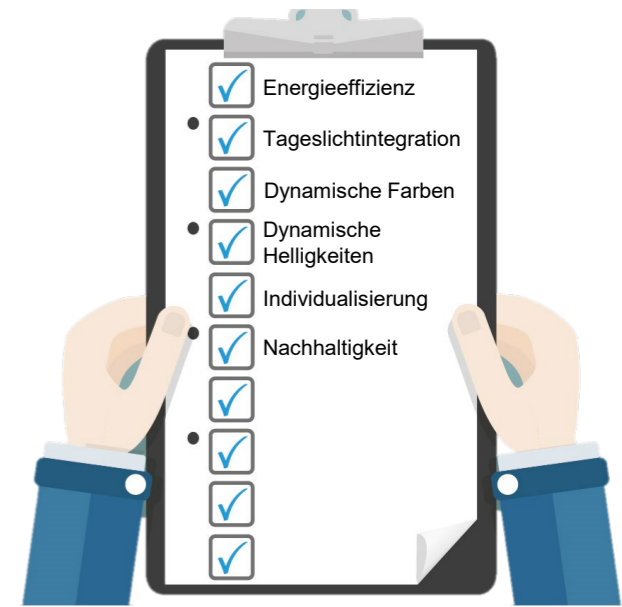 Energieeffizienz
Tageslichtintegration
Dynamische Farben
Dynamische
Helligkeiten
Individualisierung
Nachhaltigkeit